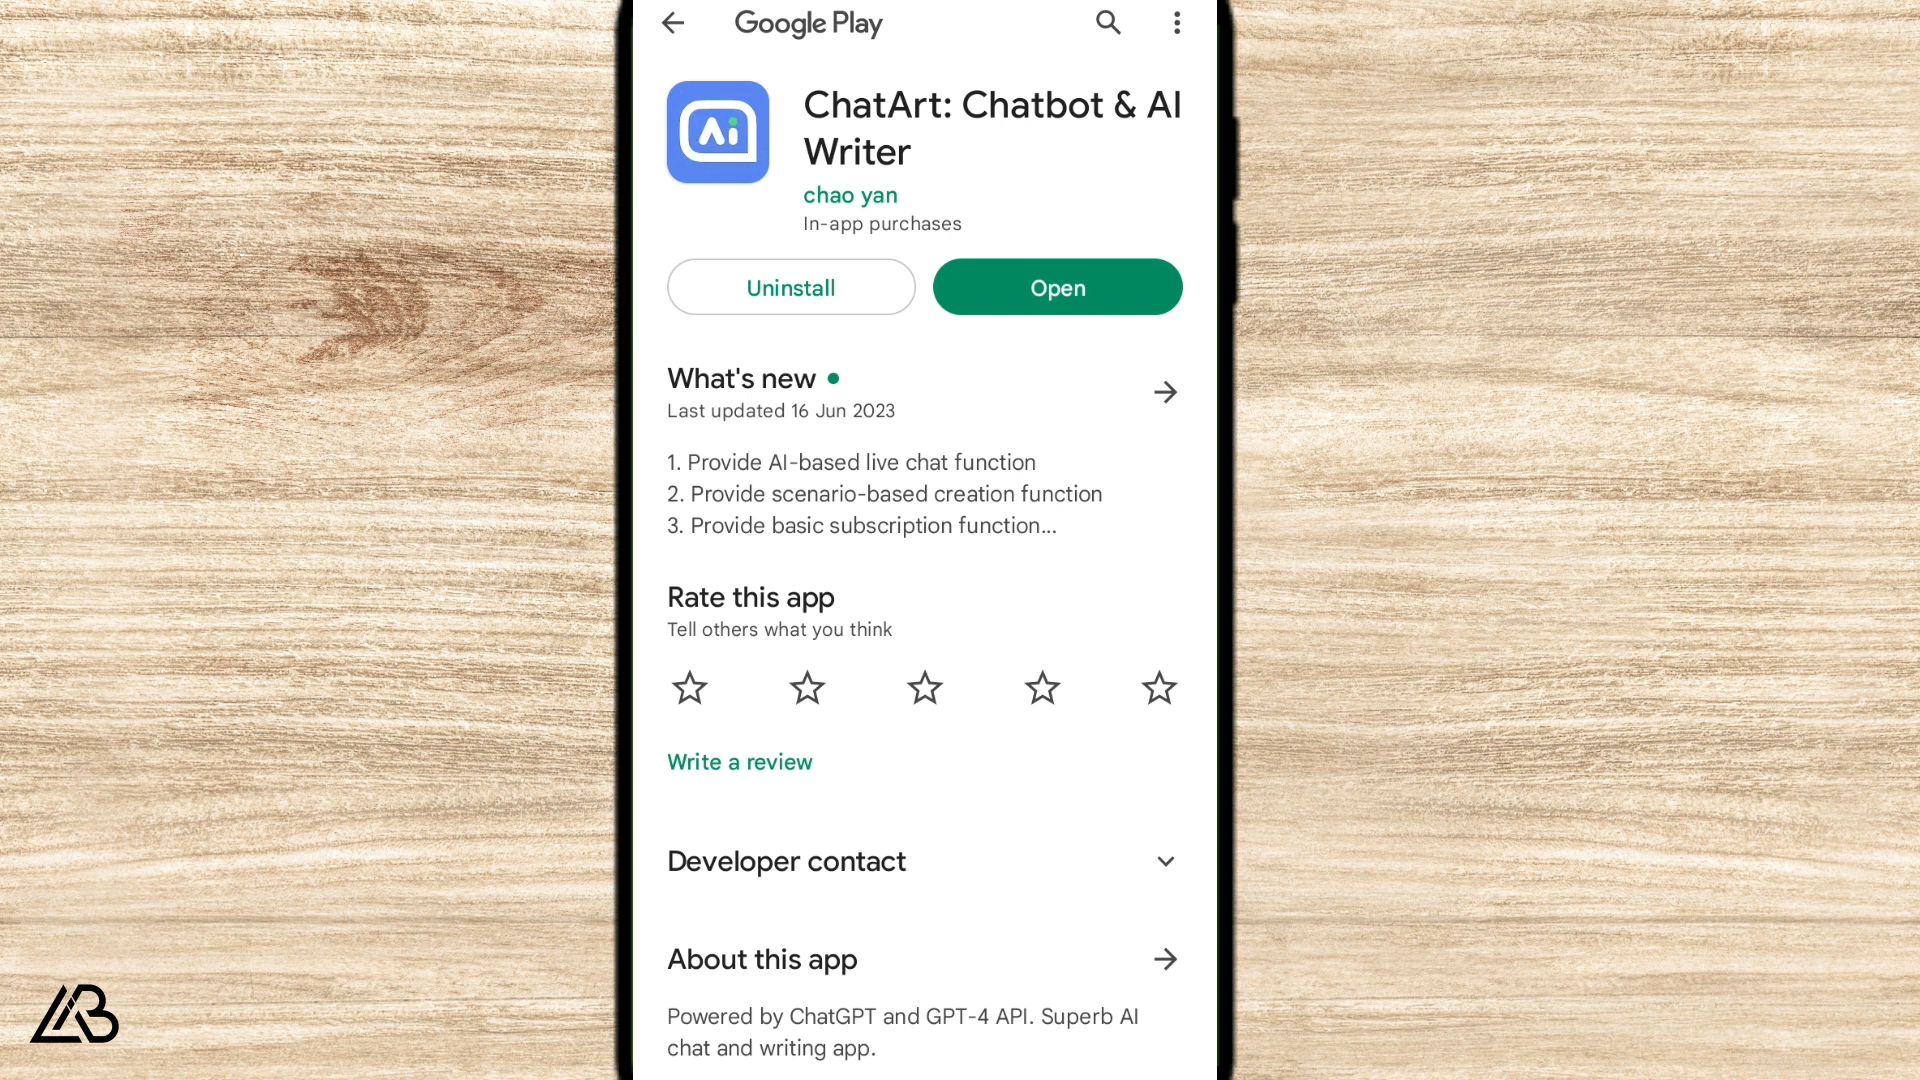 Google Play
Ai
ChatArt: Chatbot & AI
Writer
chao yan
In-app purchases
Uninstall
Open
What's new
Last updated 16 Jun 2023
1. Provide AI-based live chat function
2. Provide scenario-based creation function
3. Provide basic subscription function...
Rate this app
Tell others what you think
Write a review
Developer contact
About this app
Powered by ChatGPT and GPT-4 API. Superb AI
chat and writing app.
AB